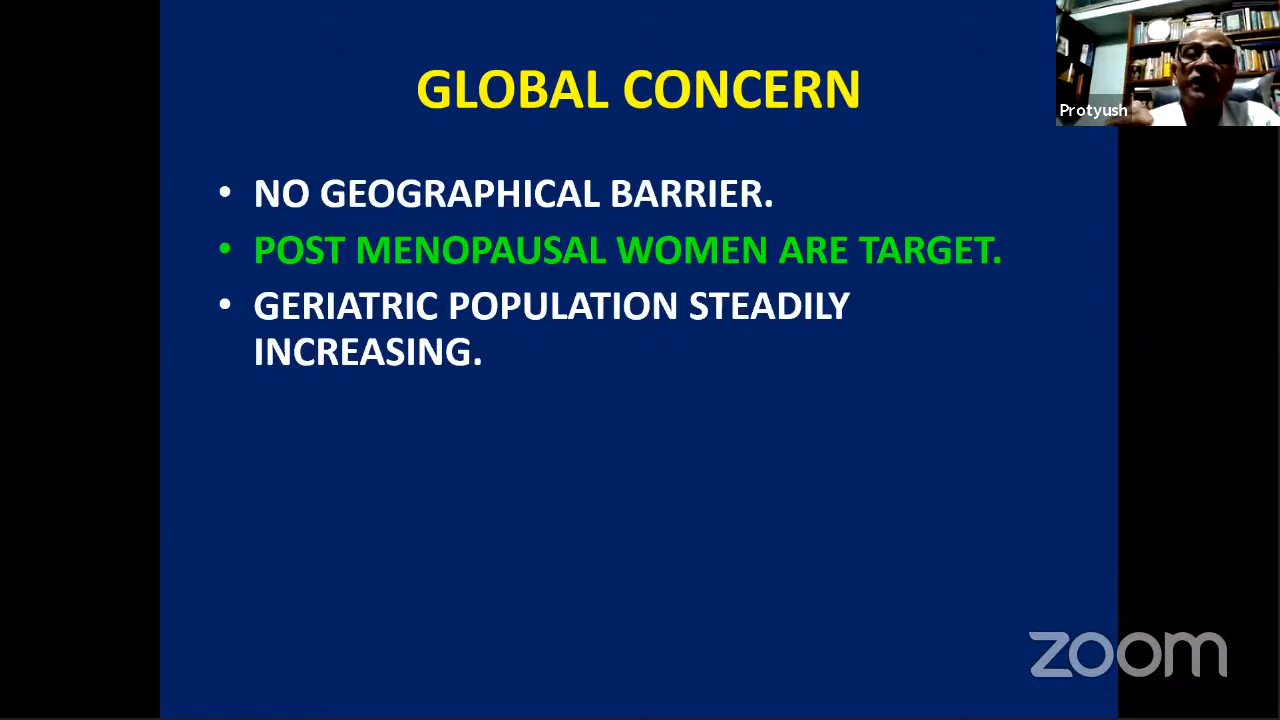 GLOBAL CONCERN
Protyush
• NO GEOGRAPHICAL BARRIER.
• POST MENOPAUSAL WOMEN ARE TARGET.
• GERIATRIC POPULATION STEADILY
INCREASING.
zoom